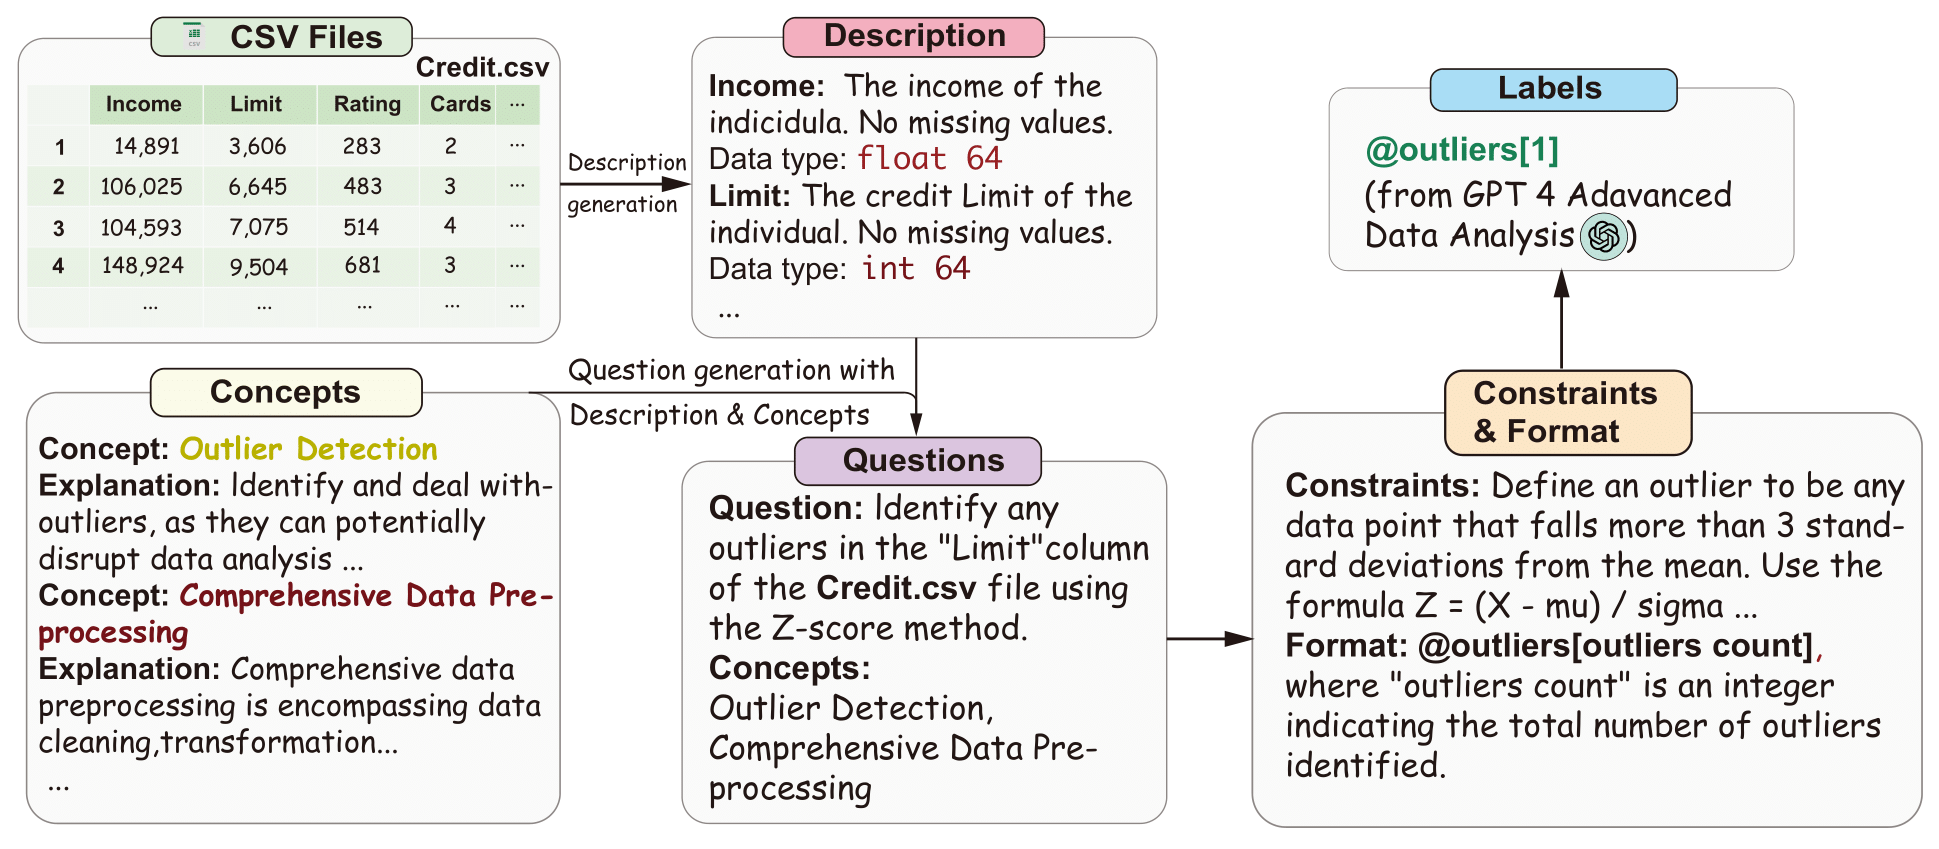 CSV Files
Credit.csv
Income Limit Rating Cards ...
1 14,891 3,606 283 2 ...
2 106,025 6,645 483 3 ...
3 104,593 7,075 514 4 ...
4 148,924 9,504 681 3 ...
... ... ... ... ...
Description
generation
Description
Income: The income of the
indicidula. No missing values.
Data type: float 64
Limit: The credit Limit of the
individual. No missing values.
Data type: int 64
...
Concepts
Concept: Outlier Detection
Explanation: Identify and deal with-
outliers, as they can potentially
disrupt data analysis ...
Concept: Comprehensive Data Pre-
processing
Explanation: Comprehensive data
preprocessing is encompassing data
cleaning,transformation...
...
Question generation with
Description & Concepts
Questions
Question: Identify any
outliers in the "Limit"column
of the Credit.csv file using
the Z-score method.
Concepts:
Outlier Detection,
Comprehensive Data Pre-
processing
Constraints
& Format
Constraints: Define an outlier to be any
data point that falls more than 3 stand-
ard deviations from the mean. Use the
formula Z = (X - mu) / sigma ...
Format: @outliers[outliers count],
where "outliers count" is an integer
indicating the total number of outliers
identified.
Labels
@outliers[1]
(from GPT 4 Adavanced
Data Analysis )